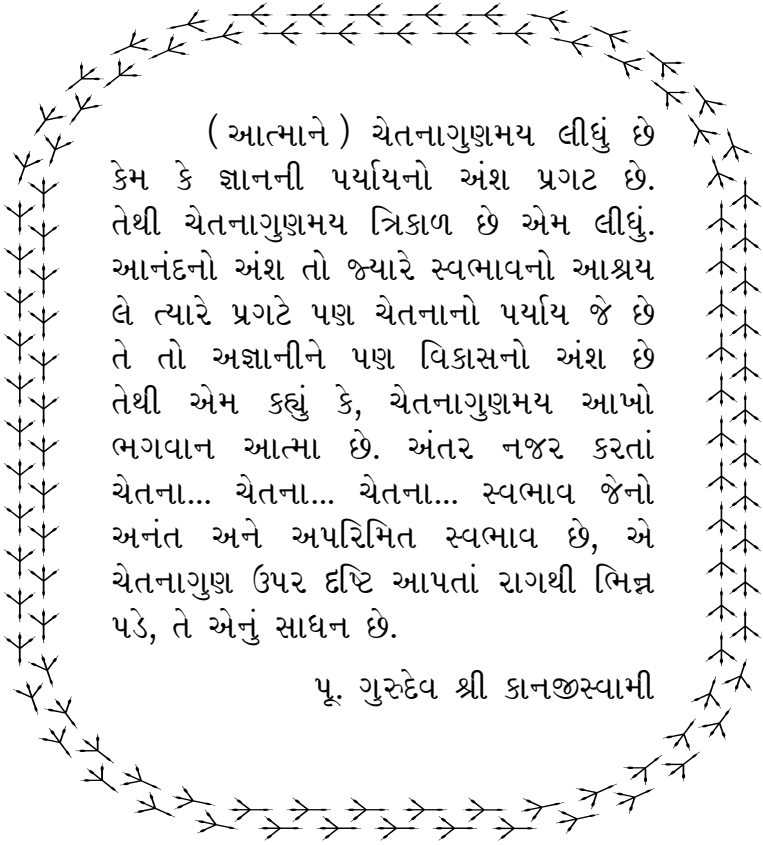 ( આત્માને ) ચેતનાગુણમય લીધું છે
કેમ કે જ્ઞાનની પર્યાયનો અંશ પ્રગટ છે.
તેથી ચેતનાગુણમય ત્રિકાળ છે એમ લીધું.
આનંદનો અંશ તો જ્યારે સ્વભાવનો આશ્રય
લે ત્યારે પ્રગટે પણ ચેતનાનો પર્યાય જે છે
તે તો અજ્ઞાનીને પણ વિકાસનો અંશ છે
તેથી એમ કહ્યું કે, ચેતનાગુણમય આખો
ભગવાન આત્મા છે. અંતર નજર કરતાં
ચેતના... ચેતના... ચેતના... સ્વભાવ જેનો
અનંત અને અપરિમિત સ્વભાવ છે, એ
ચેતનાગુણ ઉપર દૃષ્ટિ આપતાં રાગથી ભિન્ન
પડે, તે એનું સાધન છે.
પૂ. ગુરુદેવ શ્રી કાનજીસ્વામી